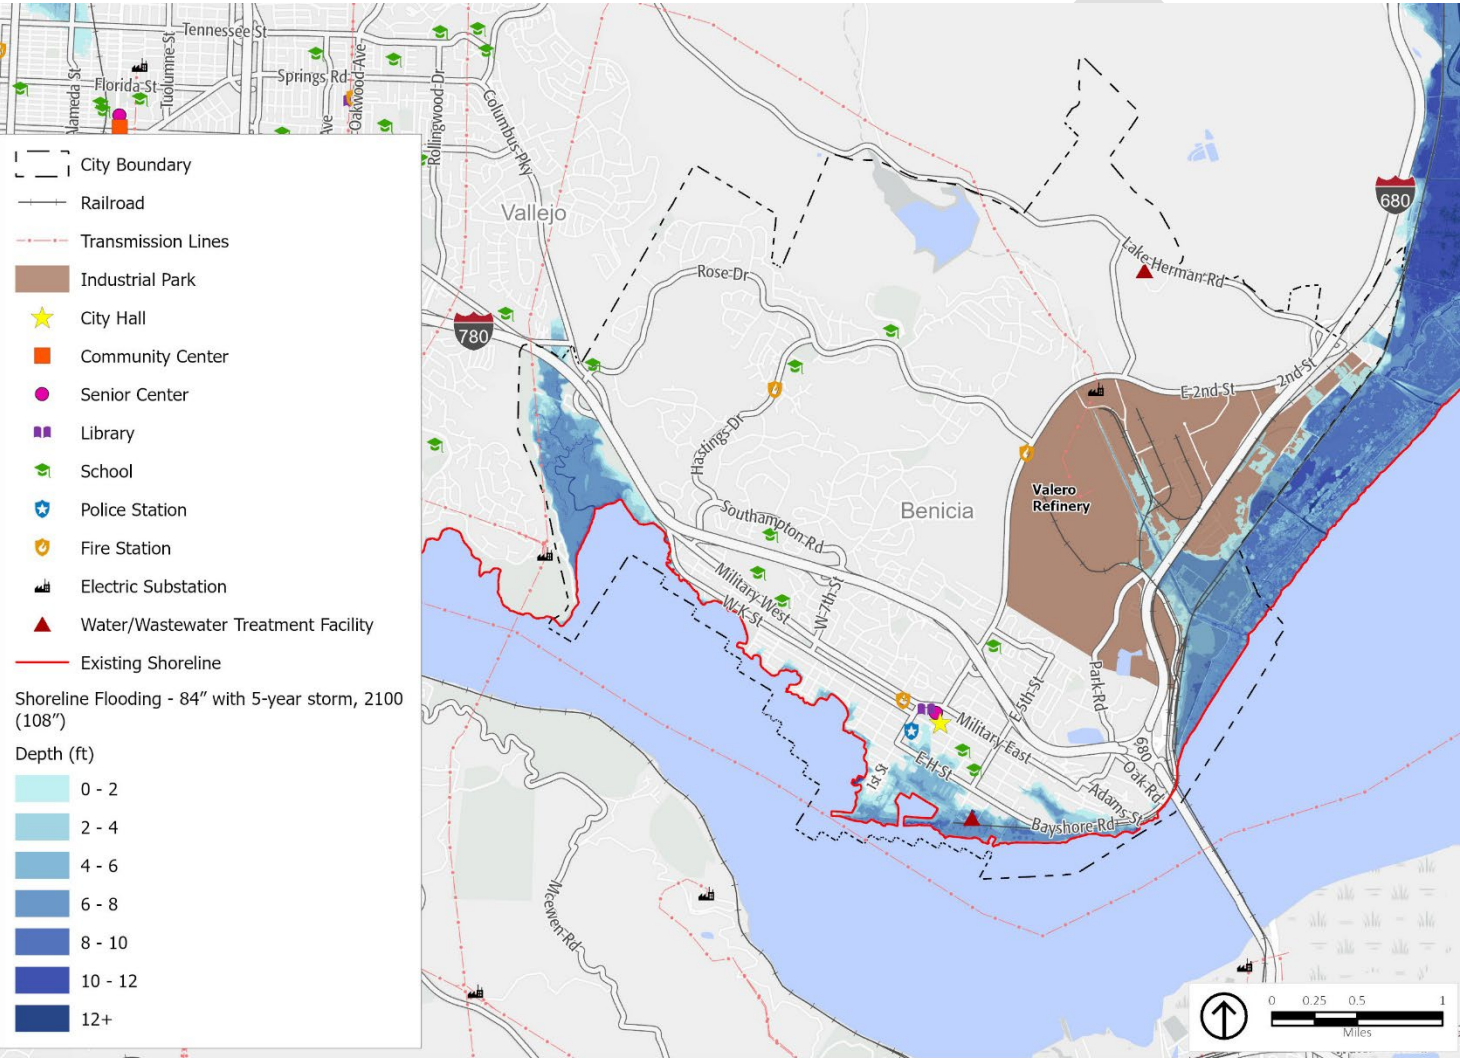 Tennessee St
Florida St
Alameda St
Tuolumne St
Springs Rd
Oakwood Ave
Ave
Rollingwood Dr
Columbus Pky
Vallejo
City Boundary
Railroad
Transmission Lines
Industrial Park
City Hall
Community Center
Senior Center
Library
School
Police Station
Fire Station
Electric Substation
Water/Wastewater Treatment Facility
Existing Shoreline
Shoreline Flooding - 84” with 5-year storm, 2100
(108”)
Depth (ft)
0 - 2
2 - 4
4 - 6
6 - 8
8 - 10
10 - 12
12+
680
Lake Herman Rd
Rose Dr
780
E 2nd St
2nd St
Hastings Dr
Valero
Refinery
Benicia
Southampton Rd
Military West
W K St
W 7th St
E 5th St
Park Rd
Military East
E H St
1st St
680
Oak Rd
Adams St
Bayshore Rd
Mcewen Rd
0 0.25 0.5 1
Miles